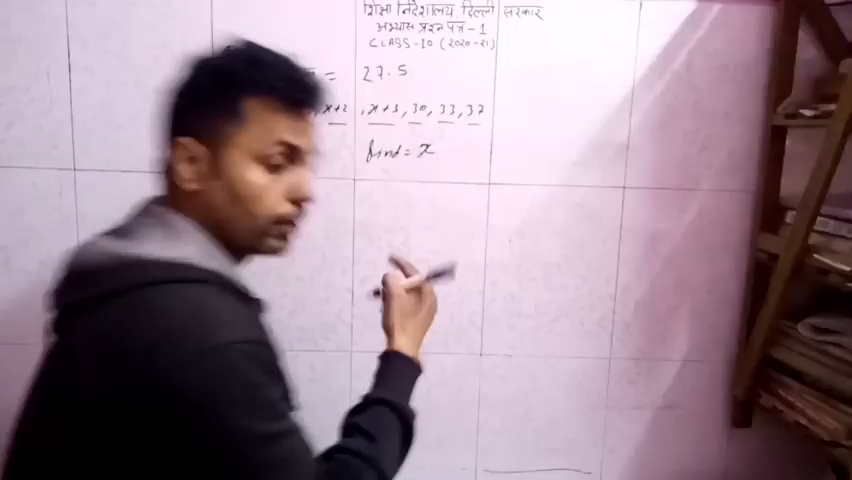 शिक्षा निदेशालय, दिल्ली सरकार
अभ्यास प्रश्न पत्र - 1
CLASS-10 (2020-21)
= 27.5
x+2, x+3, 30, 33, 37
find = x